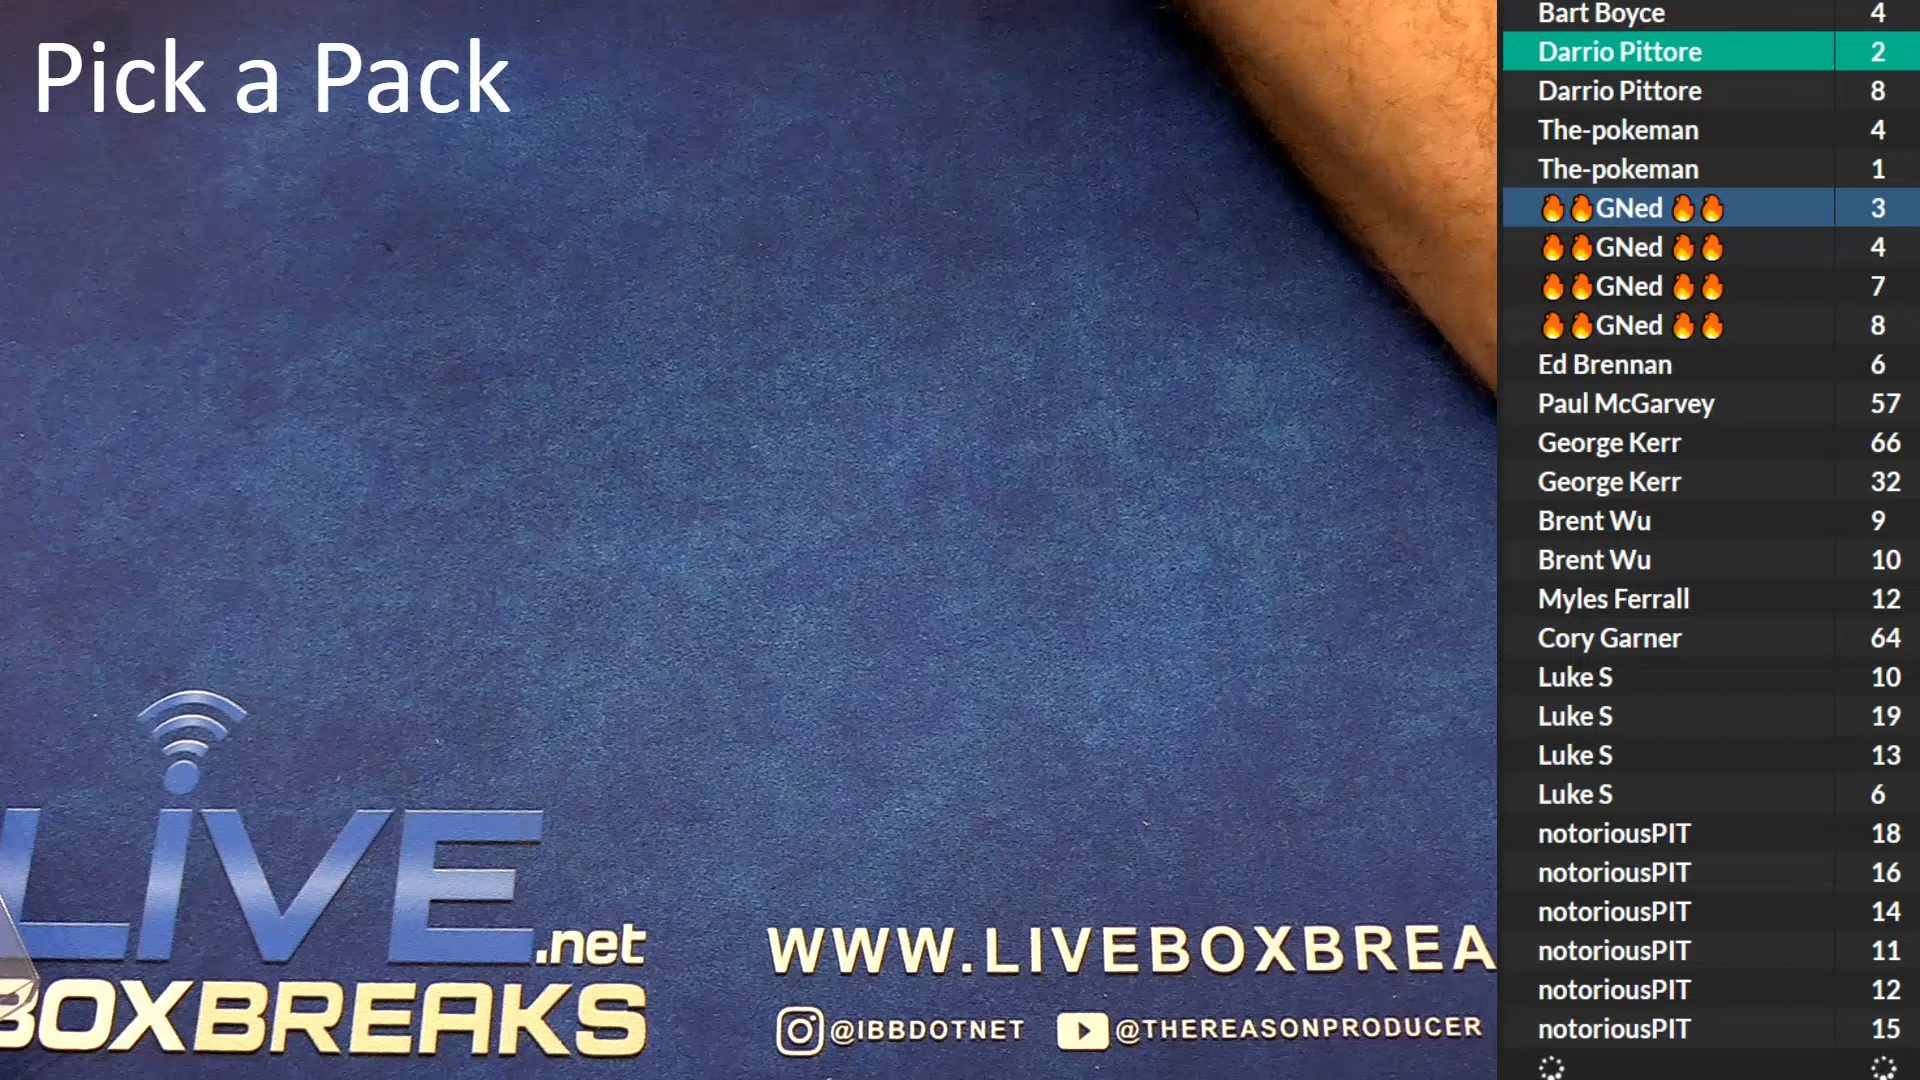 Pick a Pack
LIVE
.net
BOXBREAKS
WWW.LIVEBOXBREA
@IBBDOTNET
@THEREASONPRODUCER
Bart Boyce 4
Darrio Pittore 2
Darrio Pittore 8
The-pokeman 4
The-pokeman 1
🔥🔥GNed 🔥🔥 3
🔥🔥GNed 🔥🔥 4
🔥🔥GNed 🔥🔥 7
🔥🔥GNed 🔥🔥 8
Ed Brennan 6
Paul McGarvey 57
George Kerr 66
George Kerr 32
Brent Wu 9
Brent Wu 10
Myles Ferrall 12
Cory Garner 64
Luke S 10
Luke S 19
Luke S 13
Luke S 6
notoriousPIT 18
notoriousPIT 16
notoriousPIT 14
notoriousPIT 11
notoriousPIT 12
notoriousPIT 15